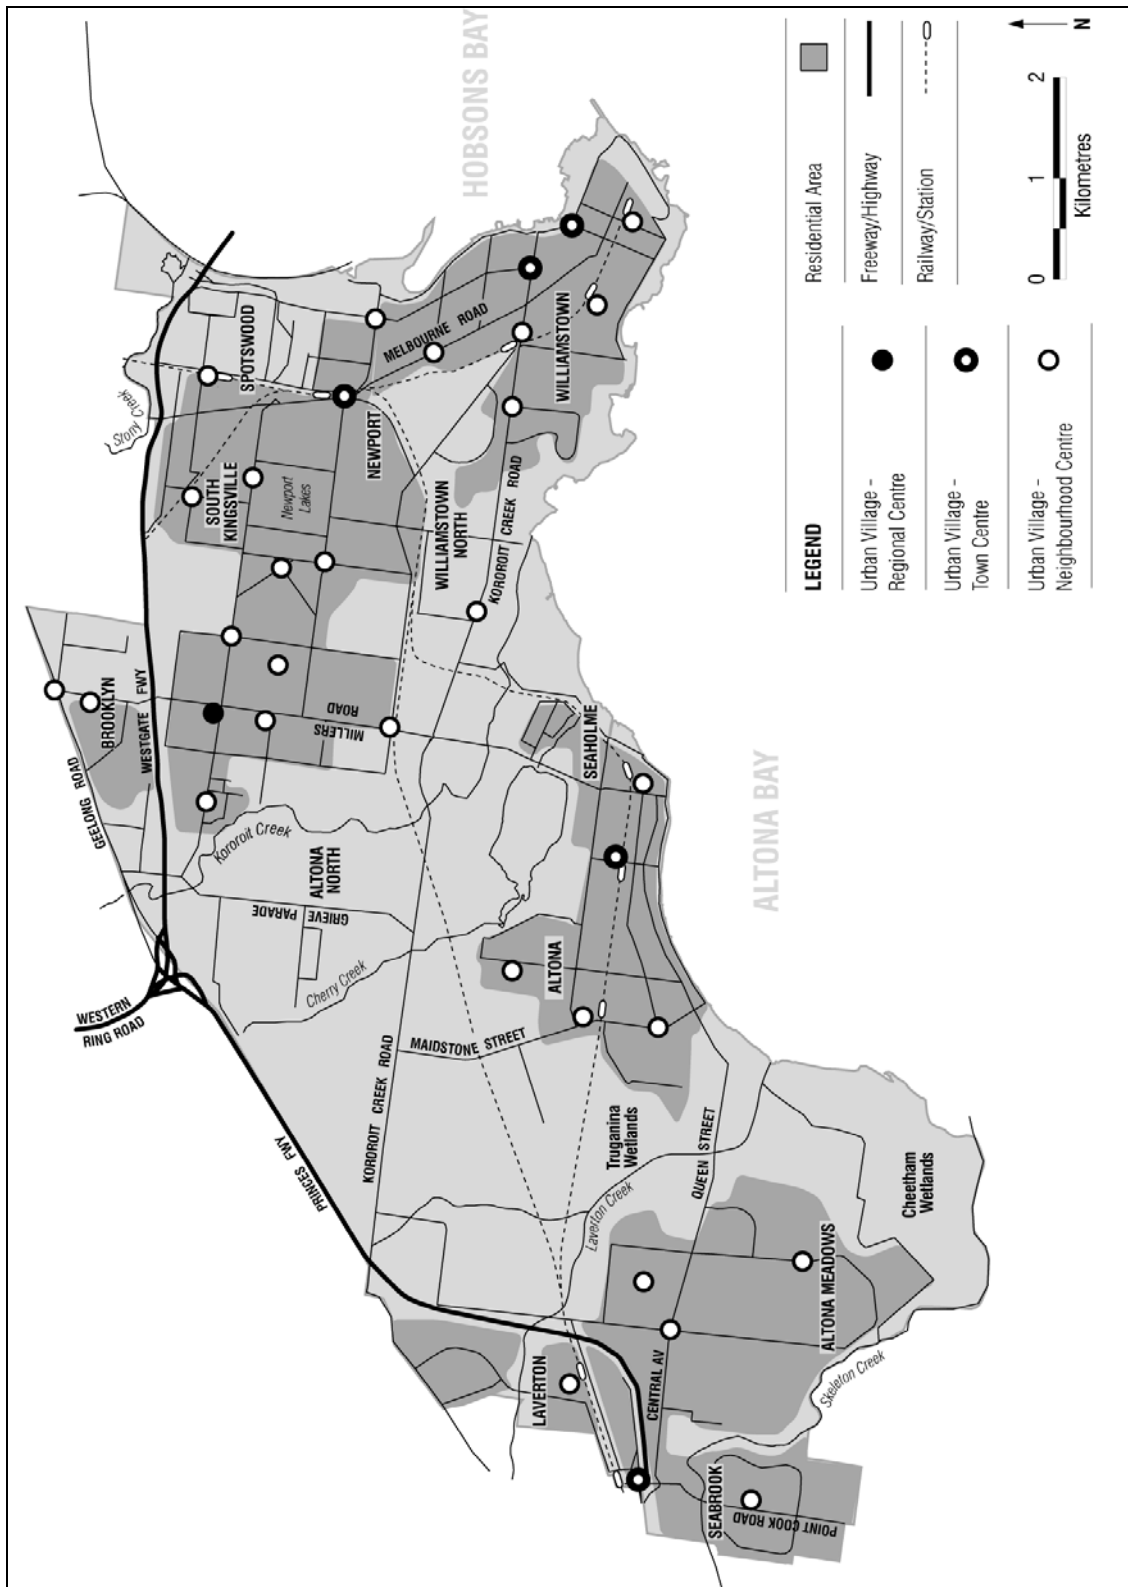 HOBSONS BAY
ALTONA BAY
GEELONG ROAD
BROOKLYN
WESTGATE FWY
WESTERN
RING ROAD
PRINCES FWY
Stony Creek
SPOTSWOOD
SOUTH
KINGSVILLE
Newport
Lakes
NEWPORT
MELBOURNE ROAD
WILLIAMSTOWN
WILLIAMSTOWN
NORTH
KOROROIT CREEK ROAD
MILLERS
ROAD
Kororoit Creek
ALTONA
NORTH
GRIEVE
PARADE
Cherry Creek
SEAHOLME
ALTONA
MAIDSTONE STREET
KOROROIT CREEK ROAD
Truganina
Wetlands
QUEEN STREET
Laverton Creek
Cheetham
Wetlands
ALTONA MEADOWS
Skeleton Creek
CENTRAL AV
LAVERTON
SEABROOK
POINT COOK ROAD
LEGEND
Urban Village –
Regional Centre
Urban Village –
Town Centre
Urban Village –
Neighbourhood Centre
Residential Area
Freeway/Highway
Railway/Station
N
0 1 2
Kilometres